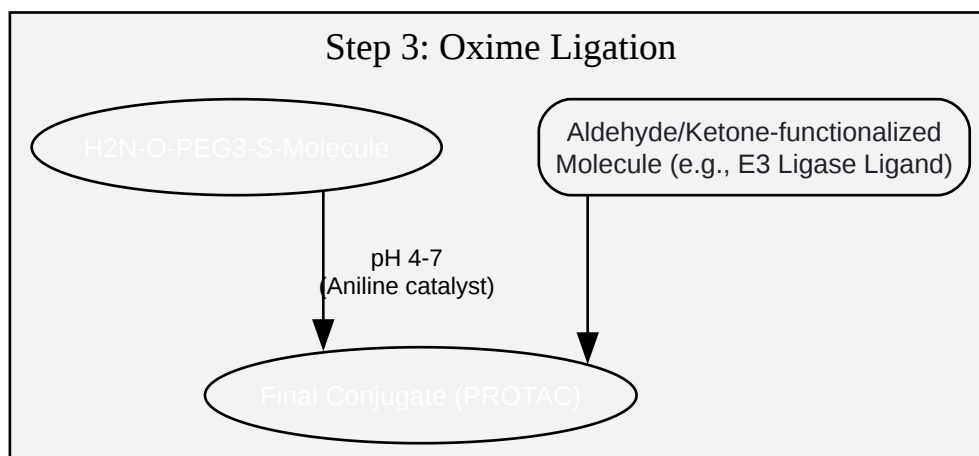 Step 3: Oxime Ligation
H2N-O-PEG3-S-Molecule
Aldehyde/Ketone-functionalized
Molecule (e.g., E3 Ligase Ligand)
pH 4-7
(Aniline catalyst)
Final Conjugate (PROTAC)